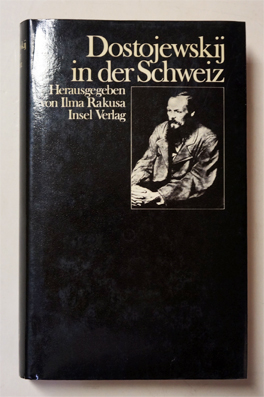 Dostojewskij
in der Schweiz
Herausgegeben
von Ilma Rakusa
Insel Verlag